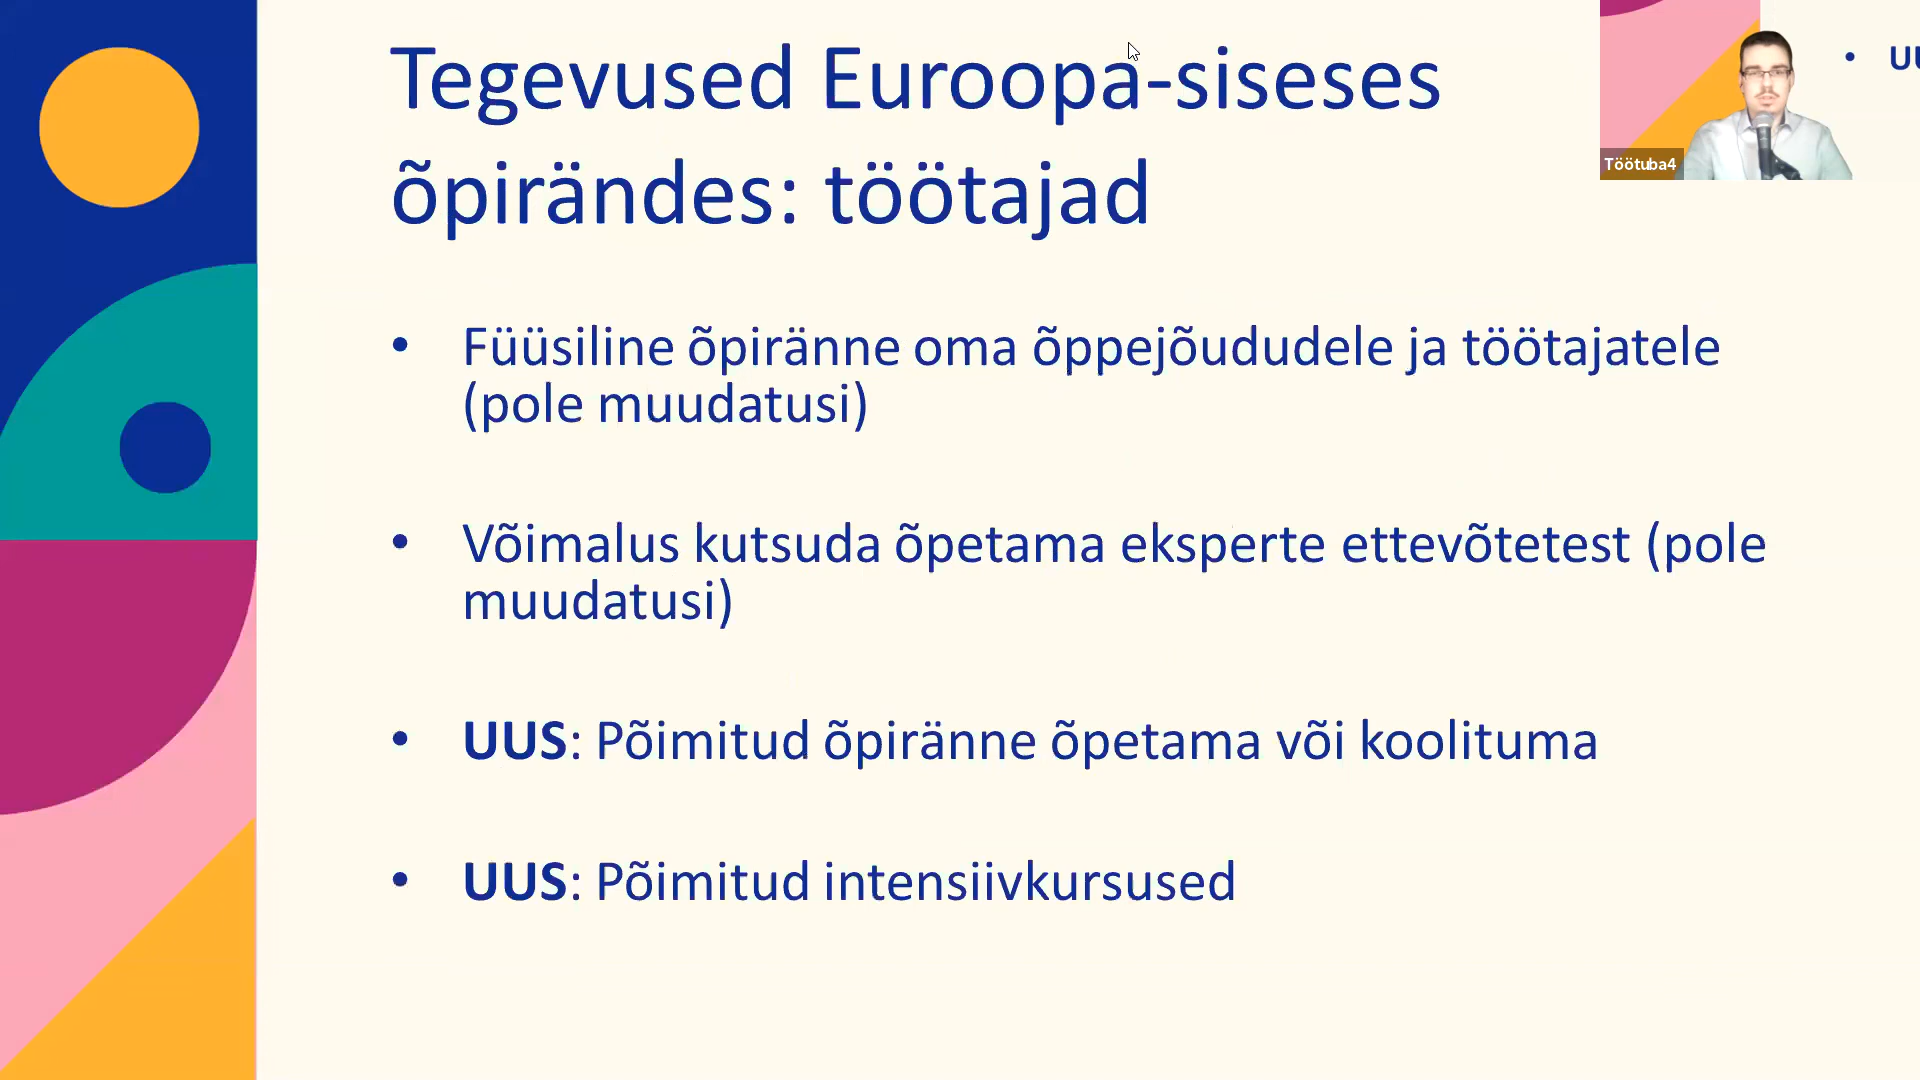 Tegevused Euroopa-siseses
õpirändes: töötajad
• Füüsiline õpiränne oma õppejõududele ja töötajatele
(pole muudatusi)
• Võimalus kutsuda õpetama eksperte ettevõtetest (pole
muudatusi)
• UUS: Põimitud õpiränne õpetama või koolituma
• UUS: Põimitud intensiivkursused
Töötuba4